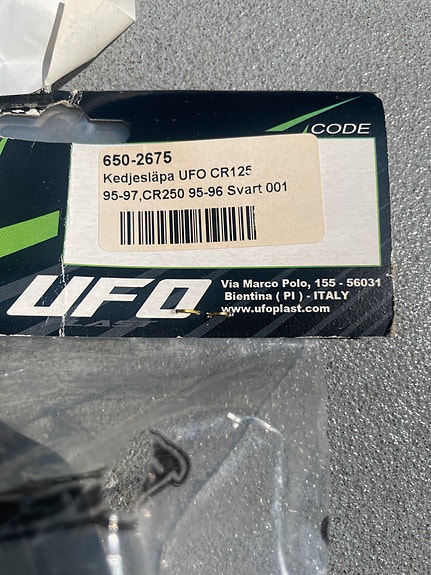 CODE
650-2675
Kedjesläpa UFO CR125
95-97,CR250 95-96 Svart 001
UFO
PLAST
Via Marco Polo, 155 - 56031
Bientina ( PI ) - ITALY
www.ufoplast.com